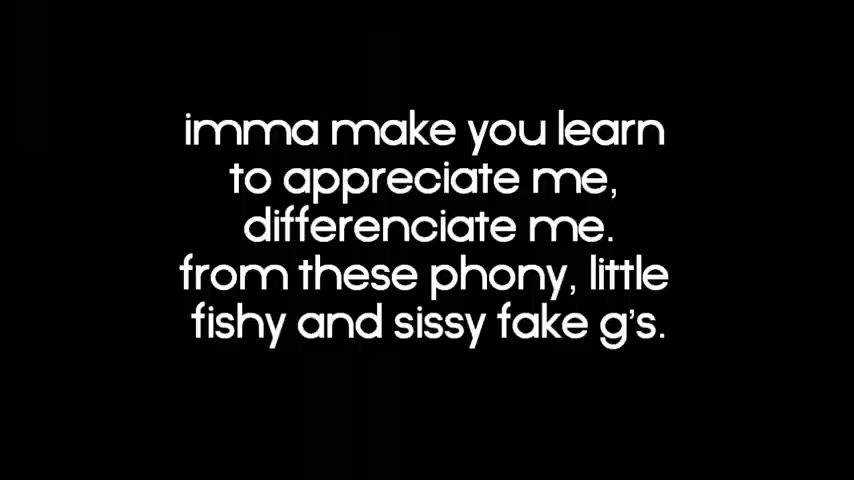 imma make you learn
to appreciate me,
differenciate me.
from these phony, little
fishy and sissy fake g's.